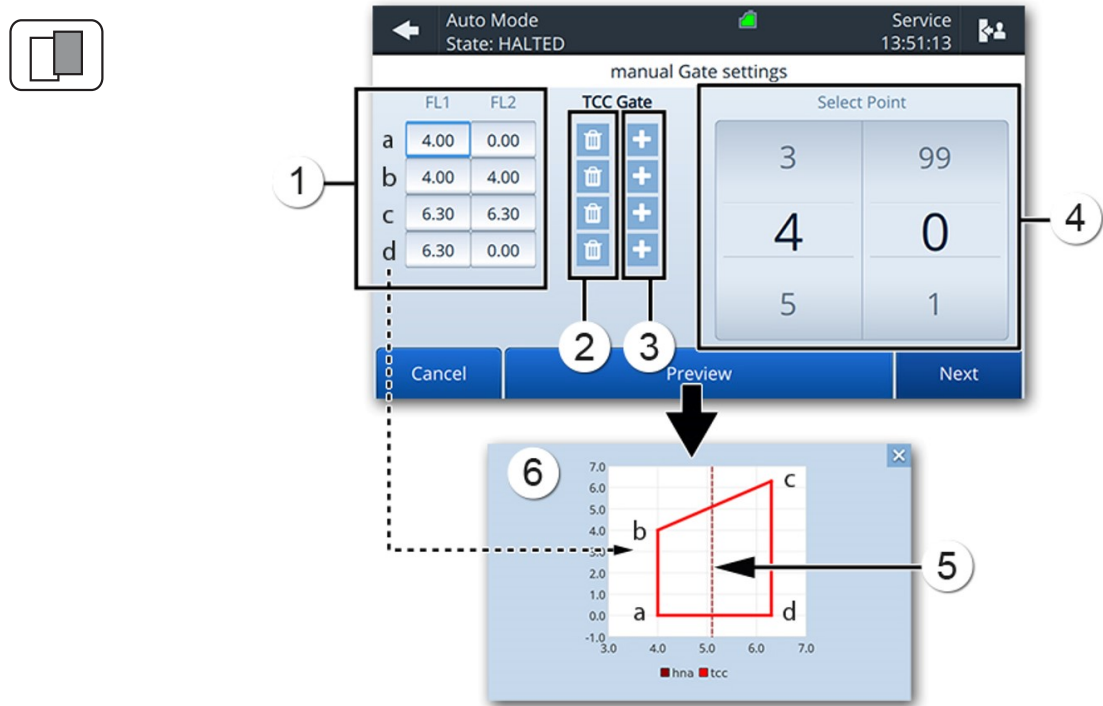 Auto Mode
State: HALTED
Service
13:51:13
manual Gate settings
FL1 FL2
TCC Gate
Select Point
a 4.00 0.00
b 4.00 4.00
c 6.30 6.30
d 6.30 0.00
3 99
4 0
5 1
1
2
3
4
Cancel
Preview
Next
6
7.0
6.0
5.0
4.0
3.0
2.0
1.0
0.0
-1.0
b
c
a
d
5
3.0 4.0 5.0 6.0 7.0
hna tcc